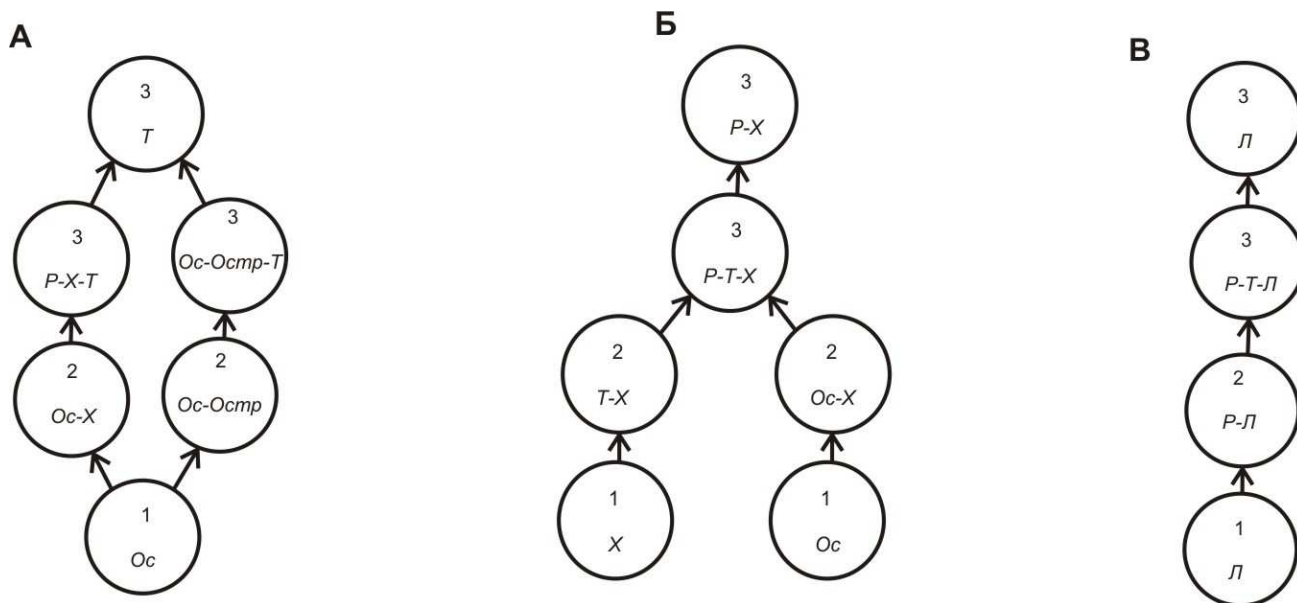 А
3
Т
3
Р-Х-Т
3
Ос-Остр-Т
2
Ос-Х
2
Ос-Остр
1
Ос
Б
3
Р-Х
3
Р-Т-Х
2
Т-Х
2
Ос-Х
1
Х
1
Ос
В
3
Л
3
Р-Т-Л
2
Р-Л
1
Л